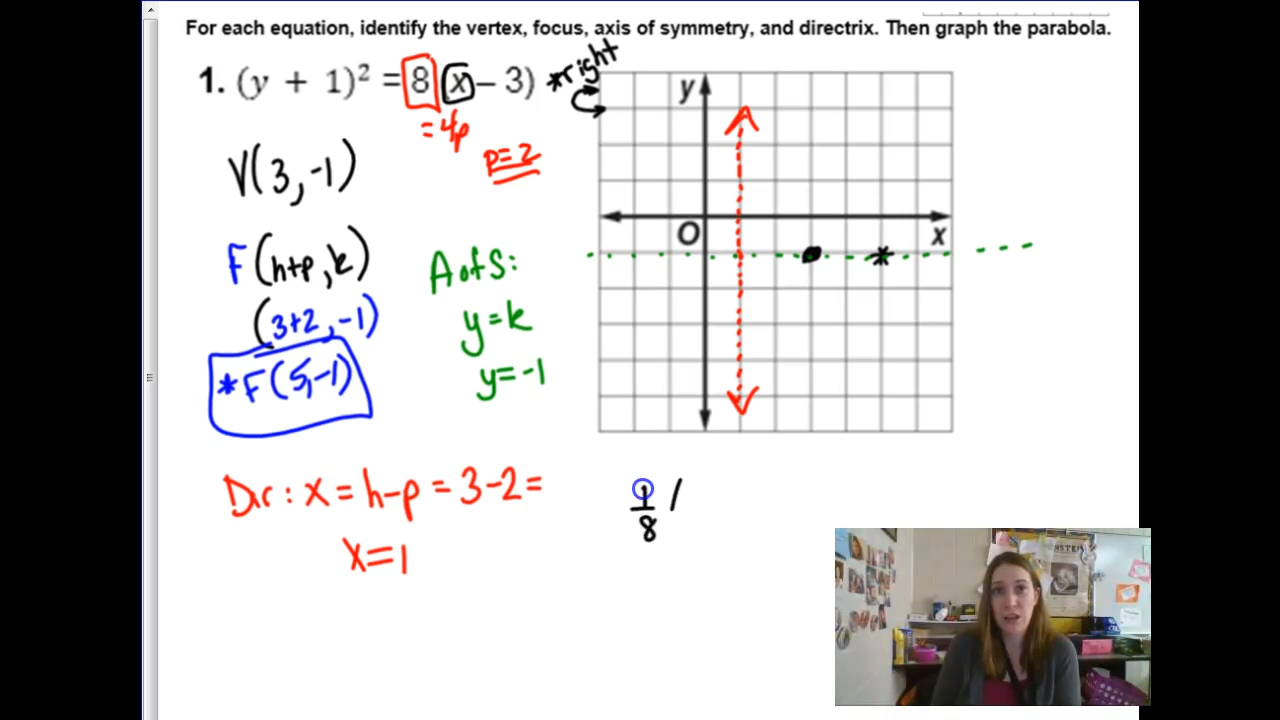 For each equation, identify the vertex, focus, axis of symmetry, and directrix. Then graph the parabola.
1. (y + 1)² = 8(x − 3) *right
= 4p
p=2
V(3,-1)
F(h+p, k)
(3+2, -1)
*F(5,-1)
A of S:
y=k
y=-1
y
O
x
Dir: x = h-p = 3-2 =
x=1
1/8 (